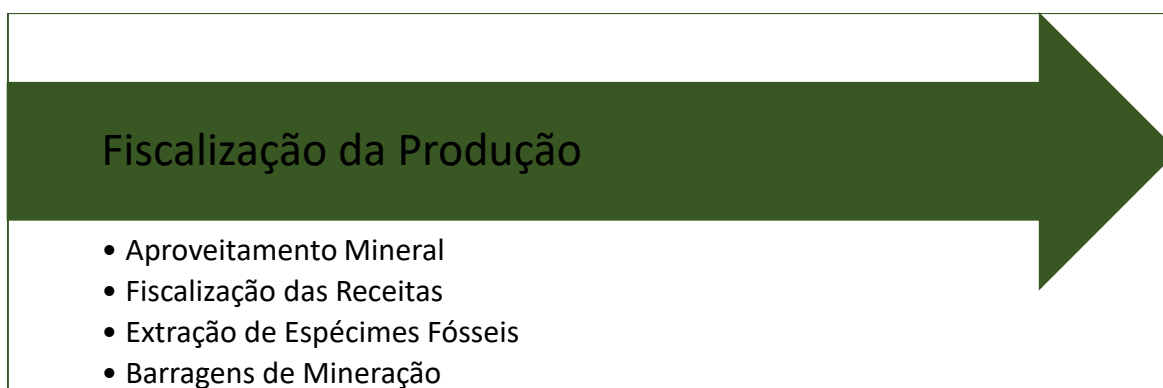 Fiscalização da Produção
• Aproveitamento Mineral
• Fiscalização das Receitas
• Extração de Espécimes Fósseis
• Barragens de Mineração